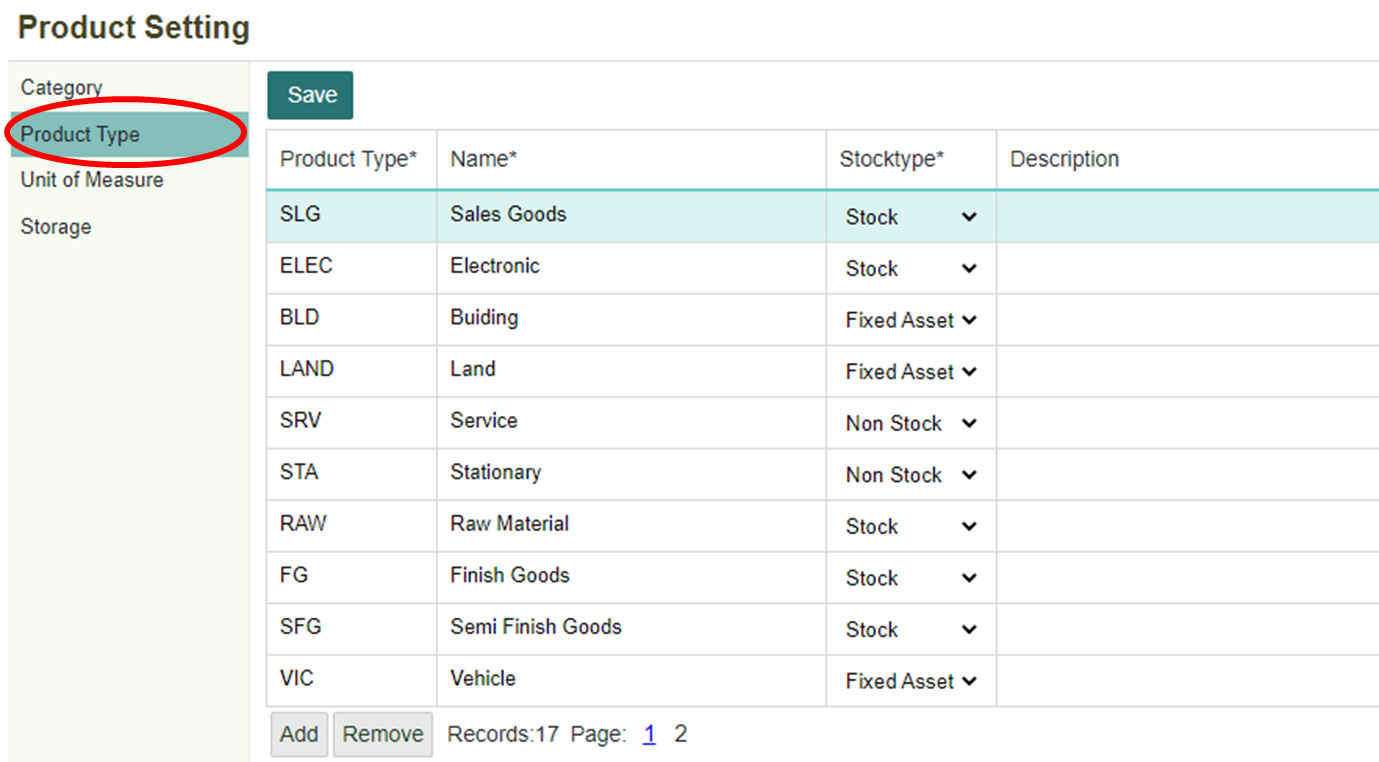 Product Setting
Category
Product Type
Unit of Measure
Storage
Save
Product Type* Name* Stocktype* Description
SLG Sales Goods Stock
ELEC Electronic Stock
BLD Buiding Fixed Asset
LAND Land Fixed Asset
SRV Service Non Stock
STA Stationary Non Stock
RAW Raw Material Stock
FG Finish Goods Stock
SFG Semi Finish Goods Stock
VIC Vehicle Fixed Asset
Add Remove Records:17 Page: 1 2